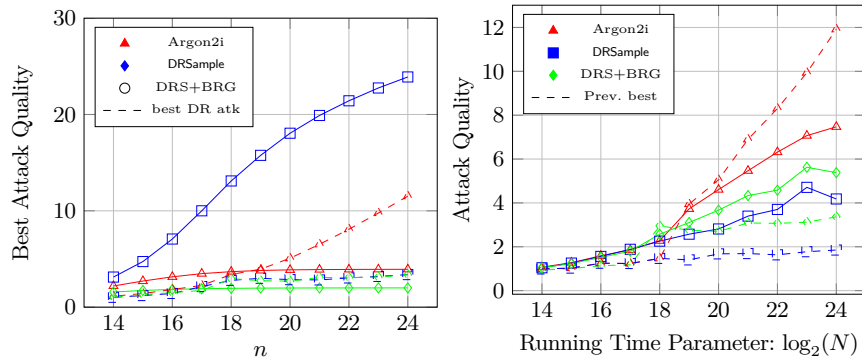 30
20
10
0
14 16 18 20 22 24
n
Best Attack Quality
Argon2i
DRSample
DRS+BRG
best DR atk
12
10
8
6
4
2
0
14 16 18 20 22 24
Running Time Parameter: log2(N)
Attack Quality
Argon2i
DRSample
DRS+BRG
Prev. best